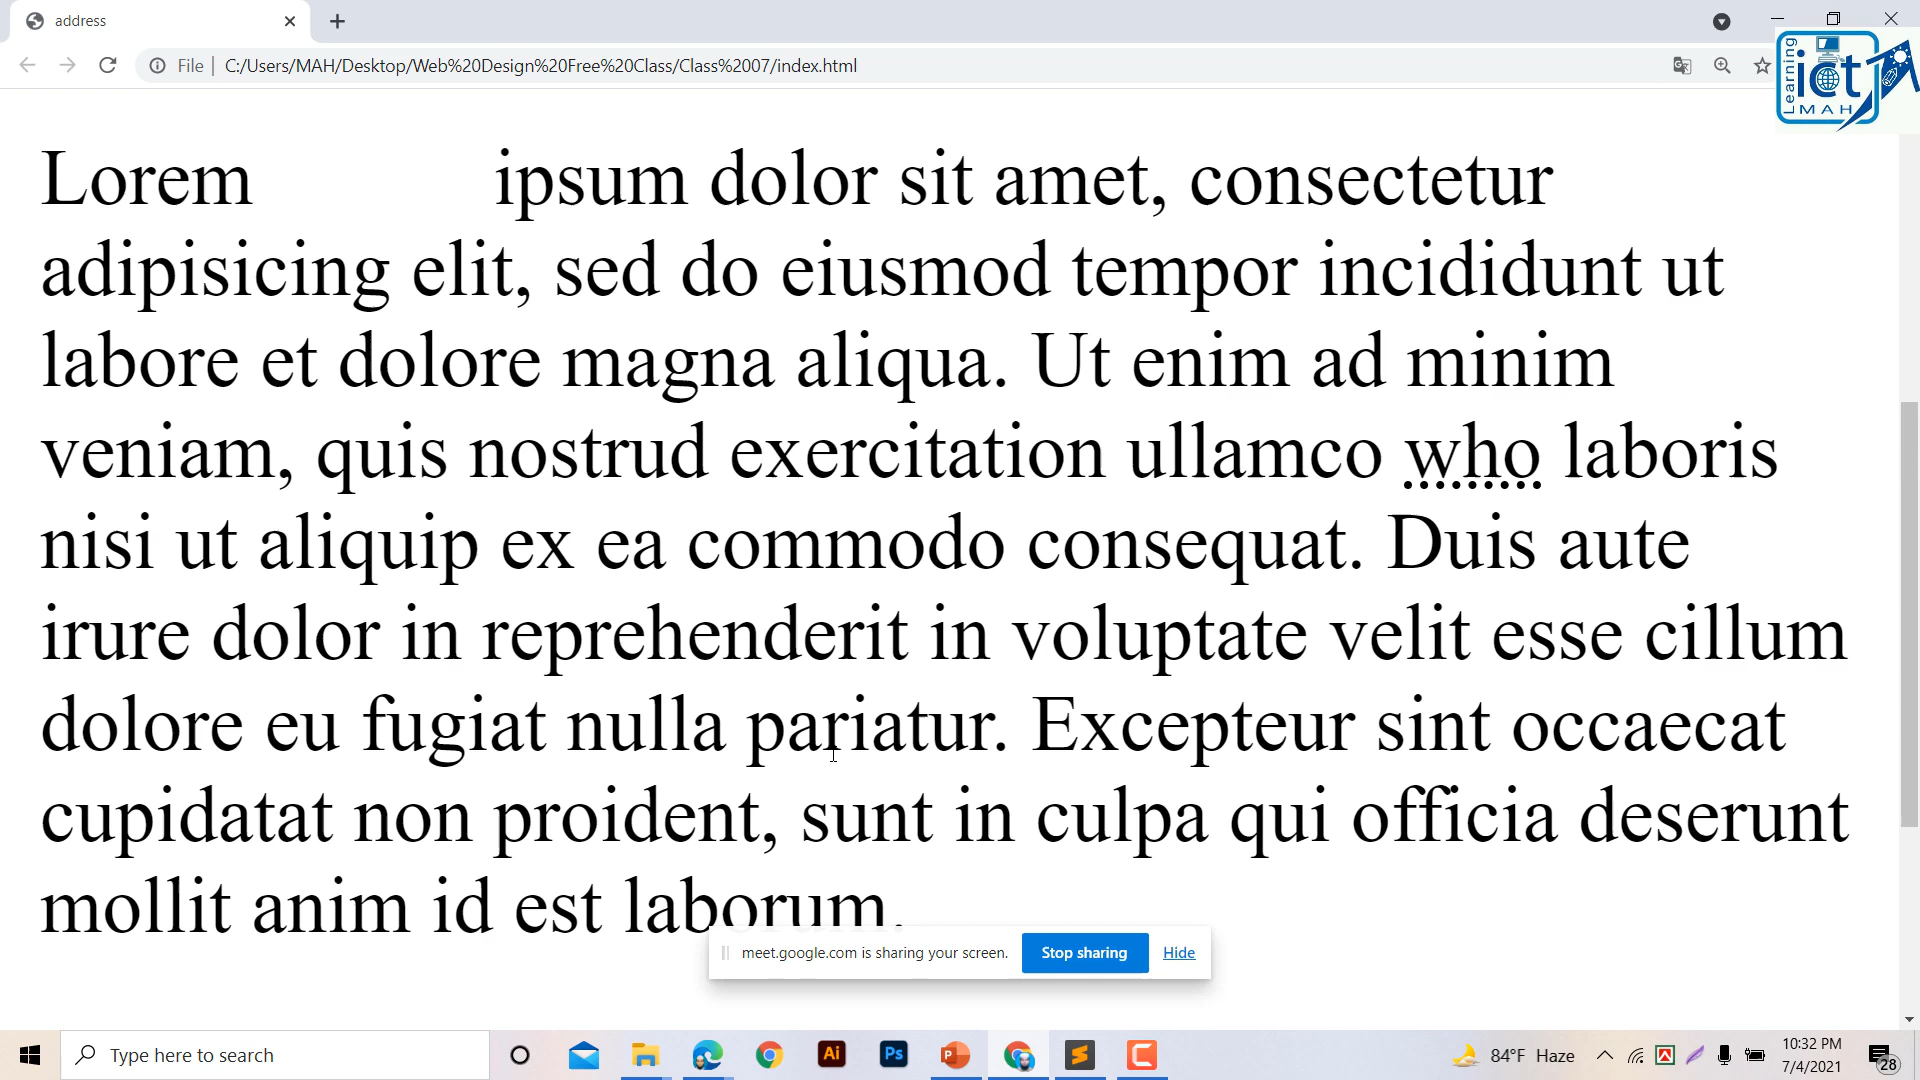 address
File
C:/Users/MAH/Desktop/Web%20Design%20Free%20Class/Class%2007/index.html
Learning
ict
LMAH
Lorem ipsum dolor sit amet, consectetur
adipisicing elit, sed do eiusmod tempor incididunt ut
labore et dolore magna aliqua. Ut enim ad minim
veniam, quis nostrud exercitation ullamco who laboris
nisi ut aliquip ex ea commodo consequat. Duis aute
irure dolor in reprehenderit in voluptate velit esse cillum
dolore eu fugiat nulla pariatur. Excepteur sint occaecat
cupidatat non proident, sunt in culpa qui officia deserunt
mollit anim id est laborum.
meet.google.com is sharing your screen.
Stop sharing
Hide
Type here to search
Ai
Ps
84°F Haze
10:32 PM
7/4/2021
28